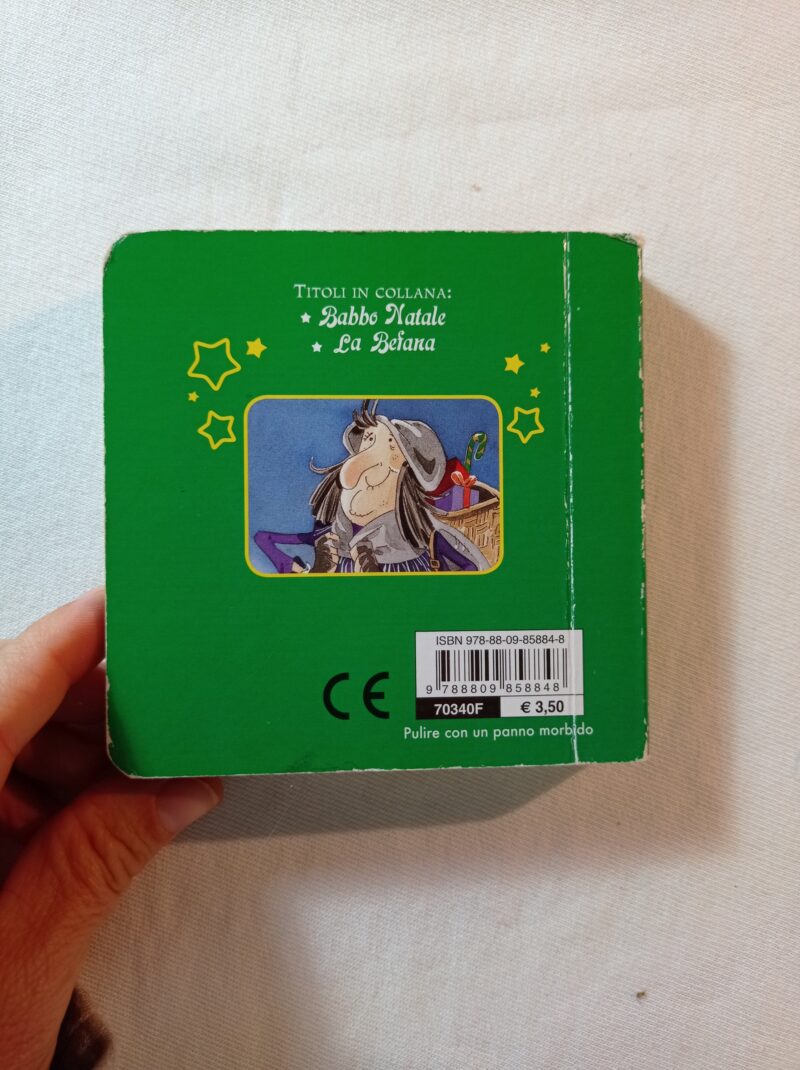 TITOLI IN COLLANA:
Babbo Natale
La Befana
ISBN 978-88-09-85884-8
9 788809 858848
70340F € 3,50
CE
Pulire con un panno morbido